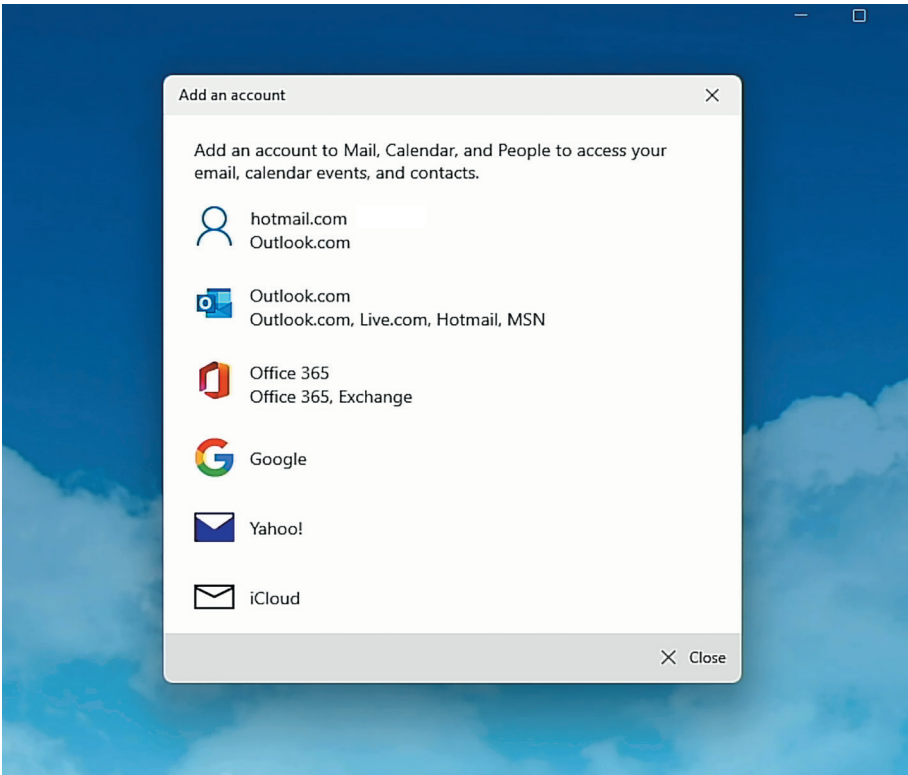 Add an account
Add an account to Mail, Calendar, and People to access your
email, calendar events, and contacts.
hotmail.com
Outlook.com
Outlook.com
Outlook.com, Live.com, Hotmail, MSN
Office 365
Office 365, Exchange
Google
Yahoo!
iCloud
Close